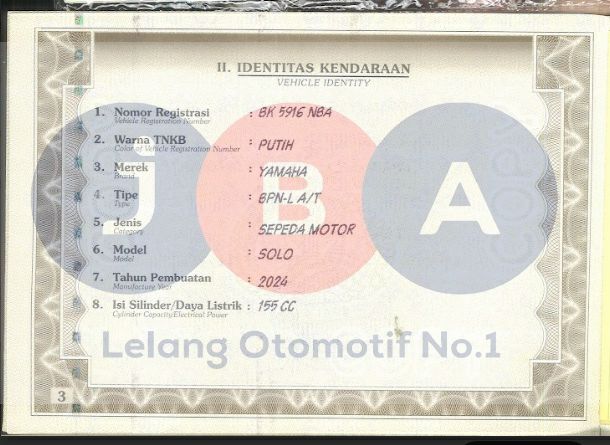 II. IDENTITAS KENDARAAN
VEHICLE IDENTITY
1. Nomor Registrasi : BK 5916 NBA
Vehicle Registration Number
2. Warna TNKB : PUTIH
Color of Vehicle Registration Number
3. Merek : YAMAHA
Brand
4. Tipe : BPN-L A/T
Type
5. Jenis : SEPEDA MOTOR
Category
6. Model : SOLO
Model
7. Tahun Pembuatan : 2024
Manufacture Year
8. Isi Silinder/Daya Listrik : 155 CC
Cylinder Capacity/Electrical Power
j B A
Lelang Otomotif No.1
3